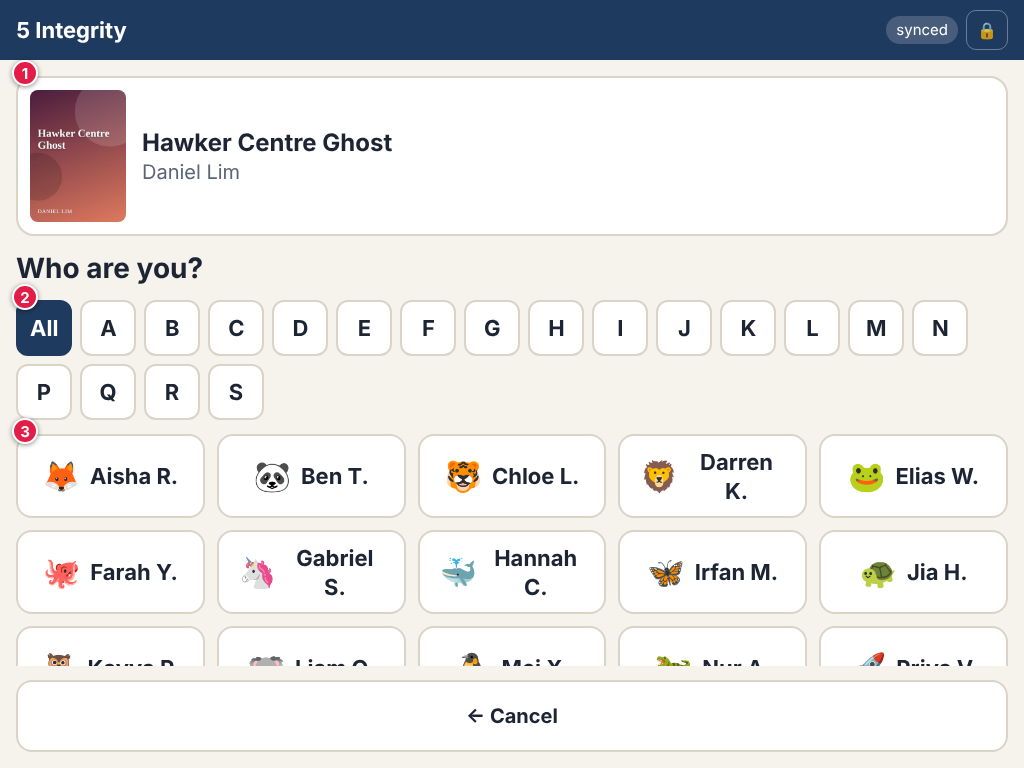 5 Integrity
synced
1
Hawker Centre
Ghost
DANIEL LIM
Hawker Centre Ghost
Daniel Lim
Who are you?
2
All A B C D E F G H I J K L M N
P Q R S
3
Aisha R.
Ben T.
Chloe L.
Darren
K.
Elias W.
Farah Y.
Gabriel
S.
Hannah
C.
Irfan M.
Jia H.
← Cancel